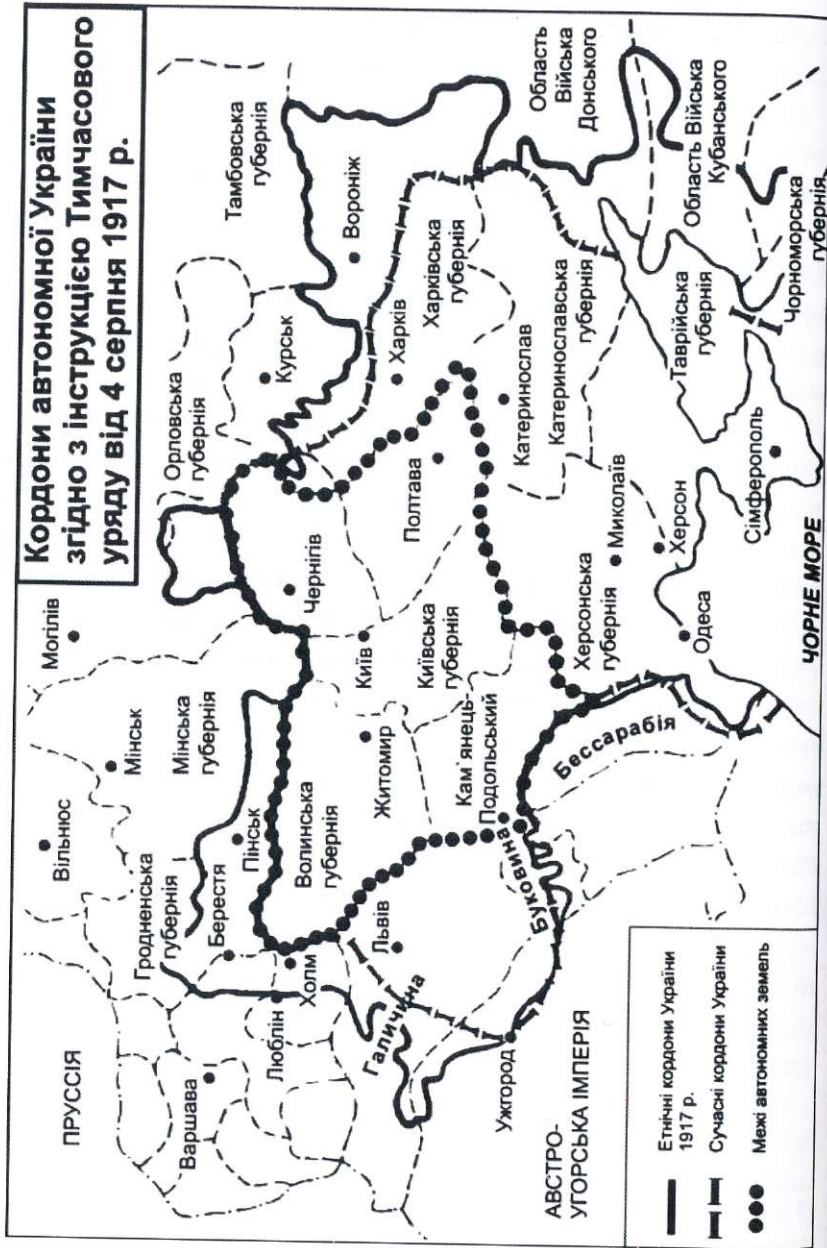 Кордони автономної України
згідно з інструкцією Тимчасового
уряду від 4 серпня 1917 р.
ПРУССІЯ
Вільнюс
Могілів
Мінськ
Мінська
губернія
Гродненська
губернія
Варшава
Берестя
Пінськ
Люблін
Холм
Волинська
губернія
Чернігів
Орловська
губернія
Курськ
Тамбовська
губернія
Вороніж
Галичина
Львів
Житомир
Київ
Київська
губернія
Полтава
Харків
Харківська
губернія
Область
Війська
Донського
Ужгород
Буковина
Кам'янець-
Подольський
АВСТРО-
УГОРСЬКА ІМПЕРІЯ
Бессарабія
Херсонська
губернія
Катеринослав
Катеринославська
губернія
Миколаїв
Херсон
Одеса
Таврійська
губернія
Область Війська
Кубанського
Сімферополь
Чорноморська
губернія
ЧОРНЕ МОРЕ
Етнічні кордони України
1917 р.
Сучасні кордони України
Межі автономних земель